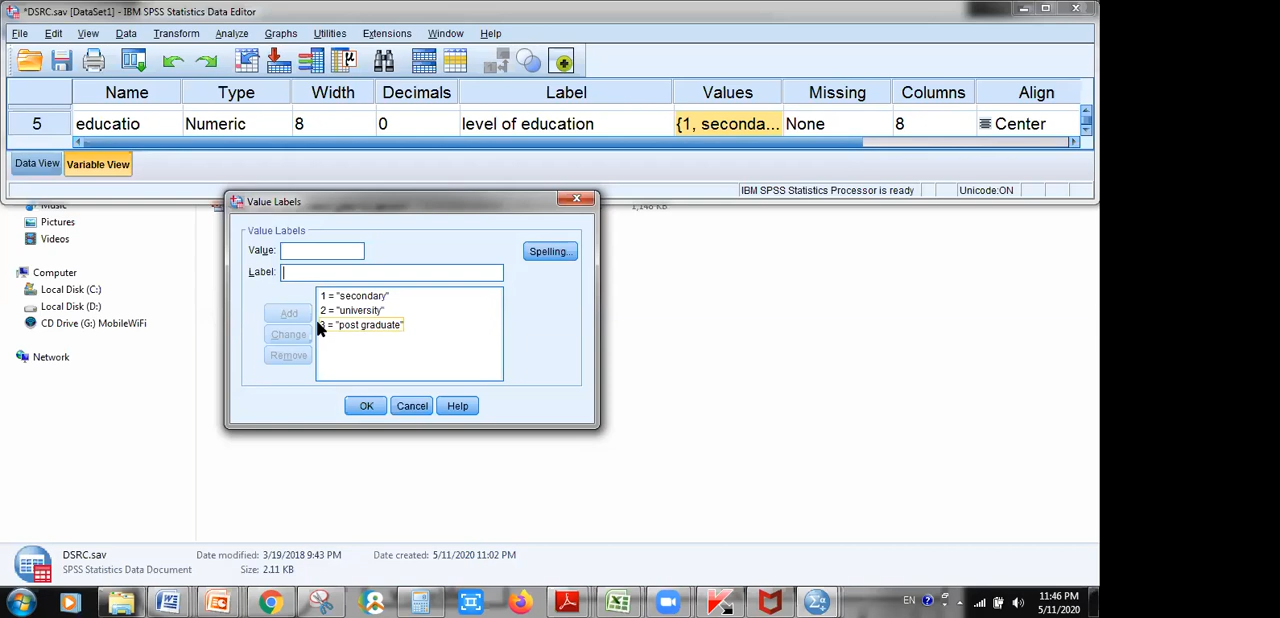 *DSRC.sav [DataSet1] - IBM SPSS Statistics Data Editor
File Edit View Data Transform Analyze Graphs Utilities Extensions Window Help
Name Type Width Decimals Label Values Missing Columns Align
5 educatio Numeric 8 0 level of education {1, seconda... None 8 Center
Data View Variable View
IBM SPSS Statistics Processor is ready Unicode:ON
Pictures
Videos
Computer
Local Disk (C:)
Local Disk (D:)
CD Drive (G:) MobileWiFi
Network
Value Labels
Value Labels
Value: Spelling...
Label:
1 = "secondary"
2 = "university"
3 = "post graduate"
Add
Change
Remove
OK Cancel Help
DSRC.sav Date modified: 3/19/2018 9:43 PM Date created: 5/11/2020 11:02 PM
SPSS Statistics Data Document Size: 2.11 KB
EN 11:46 PM
5/11/2020